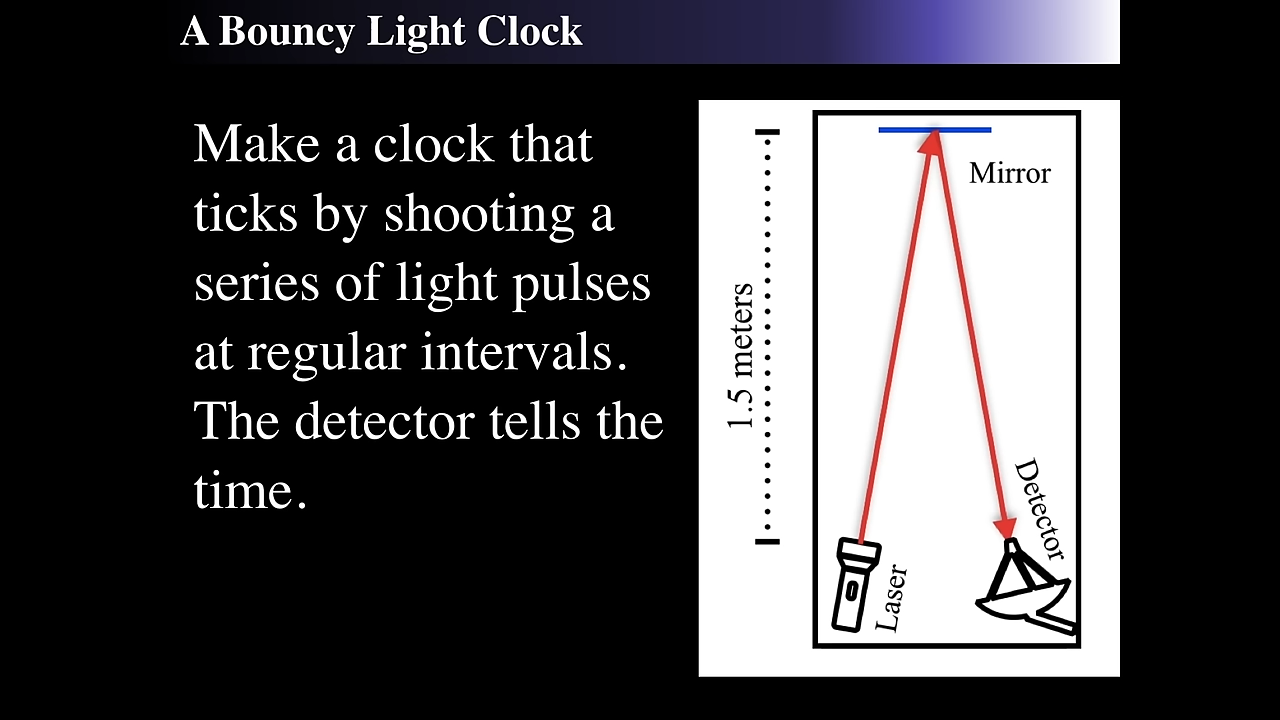 A Bouncy Light Clock
Make a clock that
ticks by shooting a
series of light pulses
at regular intervals.
The detector tells the
time.
Mirror
1.5 meters
Detector
Laser